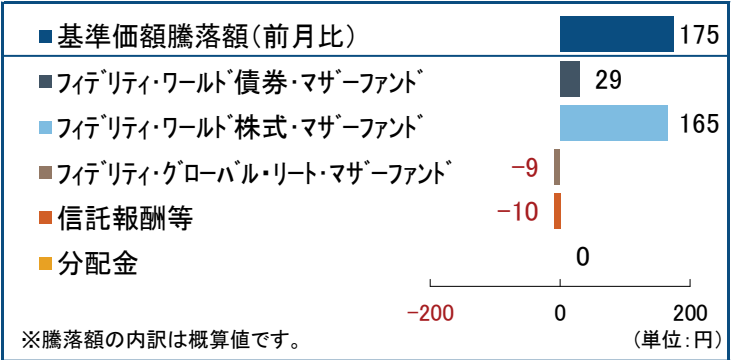 ■基準価額騰落額(前月比) 175
■ﾌｨﾃﾞﾘﾃｨ･ﾜｰﾙﾄﾞ債券･ﾏｻﾞｰﾌｧﾝﾄﾞ 29
■ﾌｨﾃﾞﾘﾃｨ･ﾜｰﾙﾄﾞ株式･ﾏｻﾞｰﾌｧﾝﾄﾞ 165
■ﾌｨﾃﾞﾘﾃｨ･ｸﾞﾛｰﾊﾞﾙ・ﾘｰﾄ･ﾏｻﾞｰﾌｧﾝﾄﾞ -9
■信託報酬等 -10
■分配金 0
-200 0 200
※騰落額の内訳は概算値です。 (単位:円)